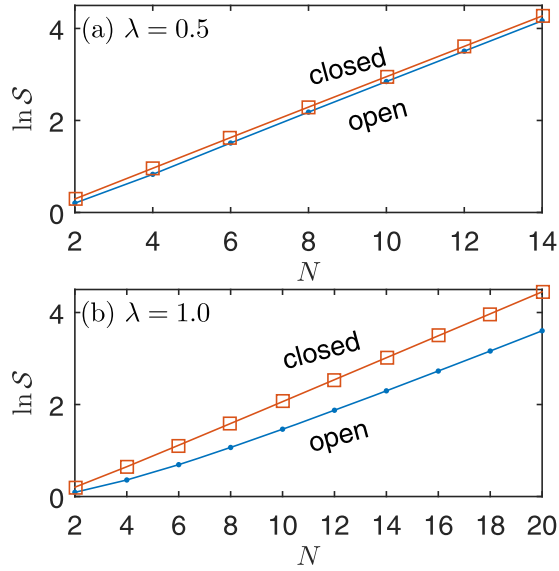 (a) λ = 0.5
4
closed
ln S
2
open
0
2 4 6 8 10 12 14
N
(b) λ = 1.0
4
closed
ln S
2
open
0
2 4 6 8 10 12 14 16 18 20
N